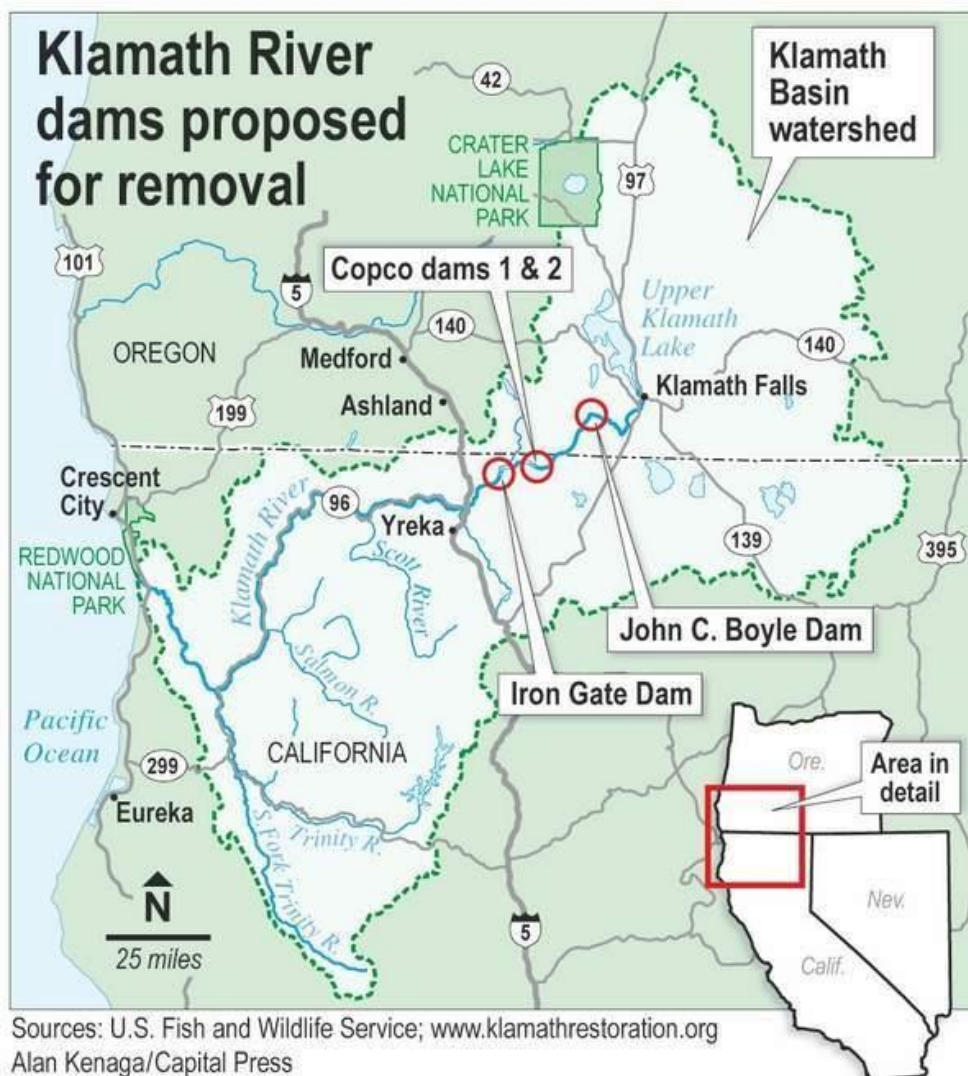 Klamath River
dams proposed
for removal
Klamath
Basin
watershed
42
CRATER
LAKE
NATIONAL
PARK
97
101
Copco dams 1 & 2
5
Upper
Klamath
Lake
140
140
OREGON
Medford
Klamath Falls
199
Ashland
Crescent
City
Klamath River
96
Yreka
Scott
River
139
395
REDWOOD
NATIONAL
PARK
John C. Boyle Dam
Salmon R.
Iron Gate Dam
Pacific
Ocean
CALIFORNIA
299
Ore.
Area in
detail
Eureka
Trinity R.
S Fork Trinity R.
N
25 miles
5
Nev.
Calif.
Sources: U.S. Fish and Wildlife Service; www.klamathrestoration.org
Alan Kenaga/Capital Press